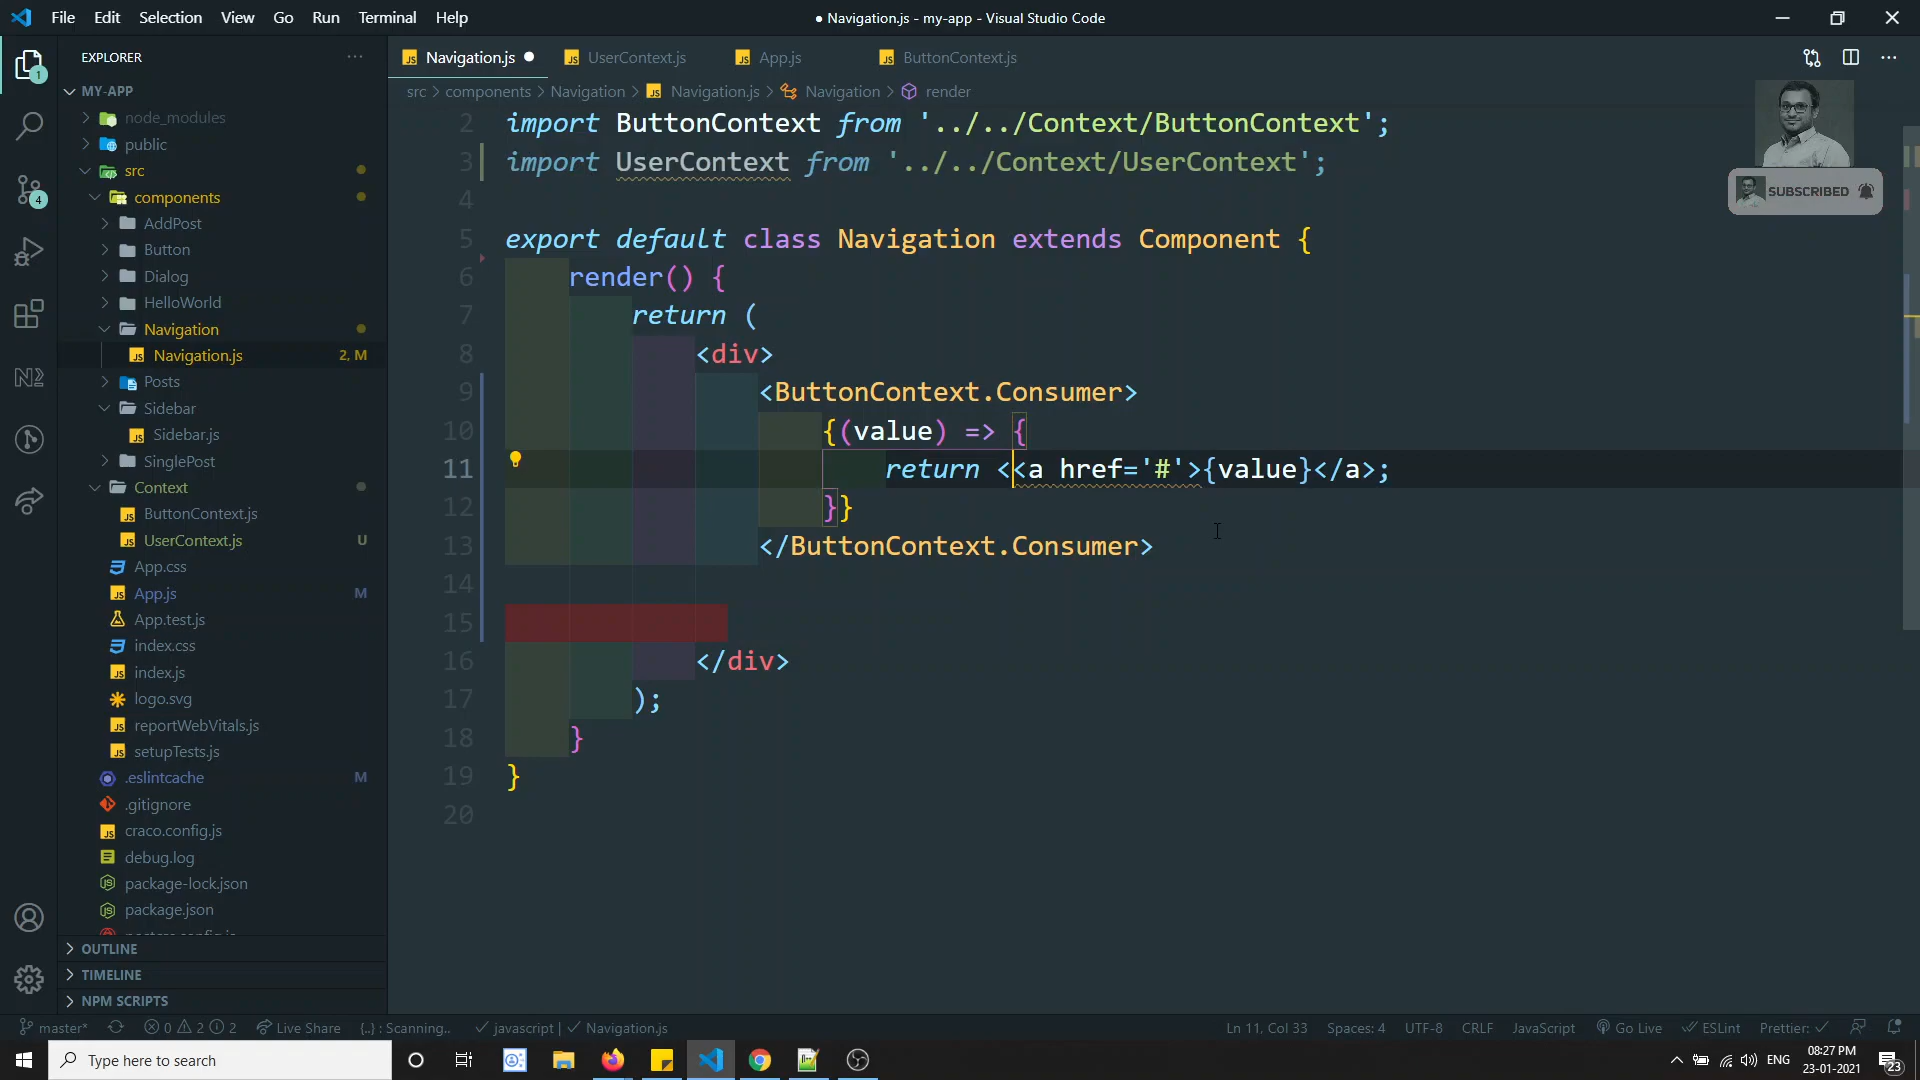 File Edit Selection View Go Run Terminal Help
● Navigation.js - my-app - Visual Studio Code
EXPLORER
Navigation.js UserContext.js App.js ButtonContext.js
src > components > Navigation > Navigation.js > Navigation > render
1
4
MY-APP
node_modules
public
src
components
AddPost
Button
Dialog
HelloWorld
Navigation
Navigation.js 2, M
Posts
Sidebar
Sidebar.js
SinglePost
Context
ButtonContext.js
UserContext.js U
App.css
App.js M
App.test.js
index.css
index.js
logo.svg
reportWebVitals.js
setupTests.js
.eslintcache M
.gitignore
craco.config.js
debug.log
package-lock.json
package.json
OUTLINE
TIMELINE
NPM SCRIPTS
2 import ButtonContext from '../../Context/ButtonContext';
3 import UserContext from '../../Context/UserContext';
4
5 export default class Navigation extends Component {
6 render() {
7 return (
8 <div>
9 <ButtonContext.Consumer>
10 {(value) => {
11 return <<a href='#'>{value}</a>;
12 }}
13 </ButtonContext.Consumer>
14
15
16 </div>
17 );
18 }
19 }
20
SUBSCRIBED
master* 0 2 2 Live Share {..} : Scanning.. javascript | Navigation.js
Ln 11, Col 33 Spaces: 4 UTF-8 CRLF JavaScript Go Live ESLint Prettier:
Type here to search
ENG
08:27 PM
23-01-2021
23